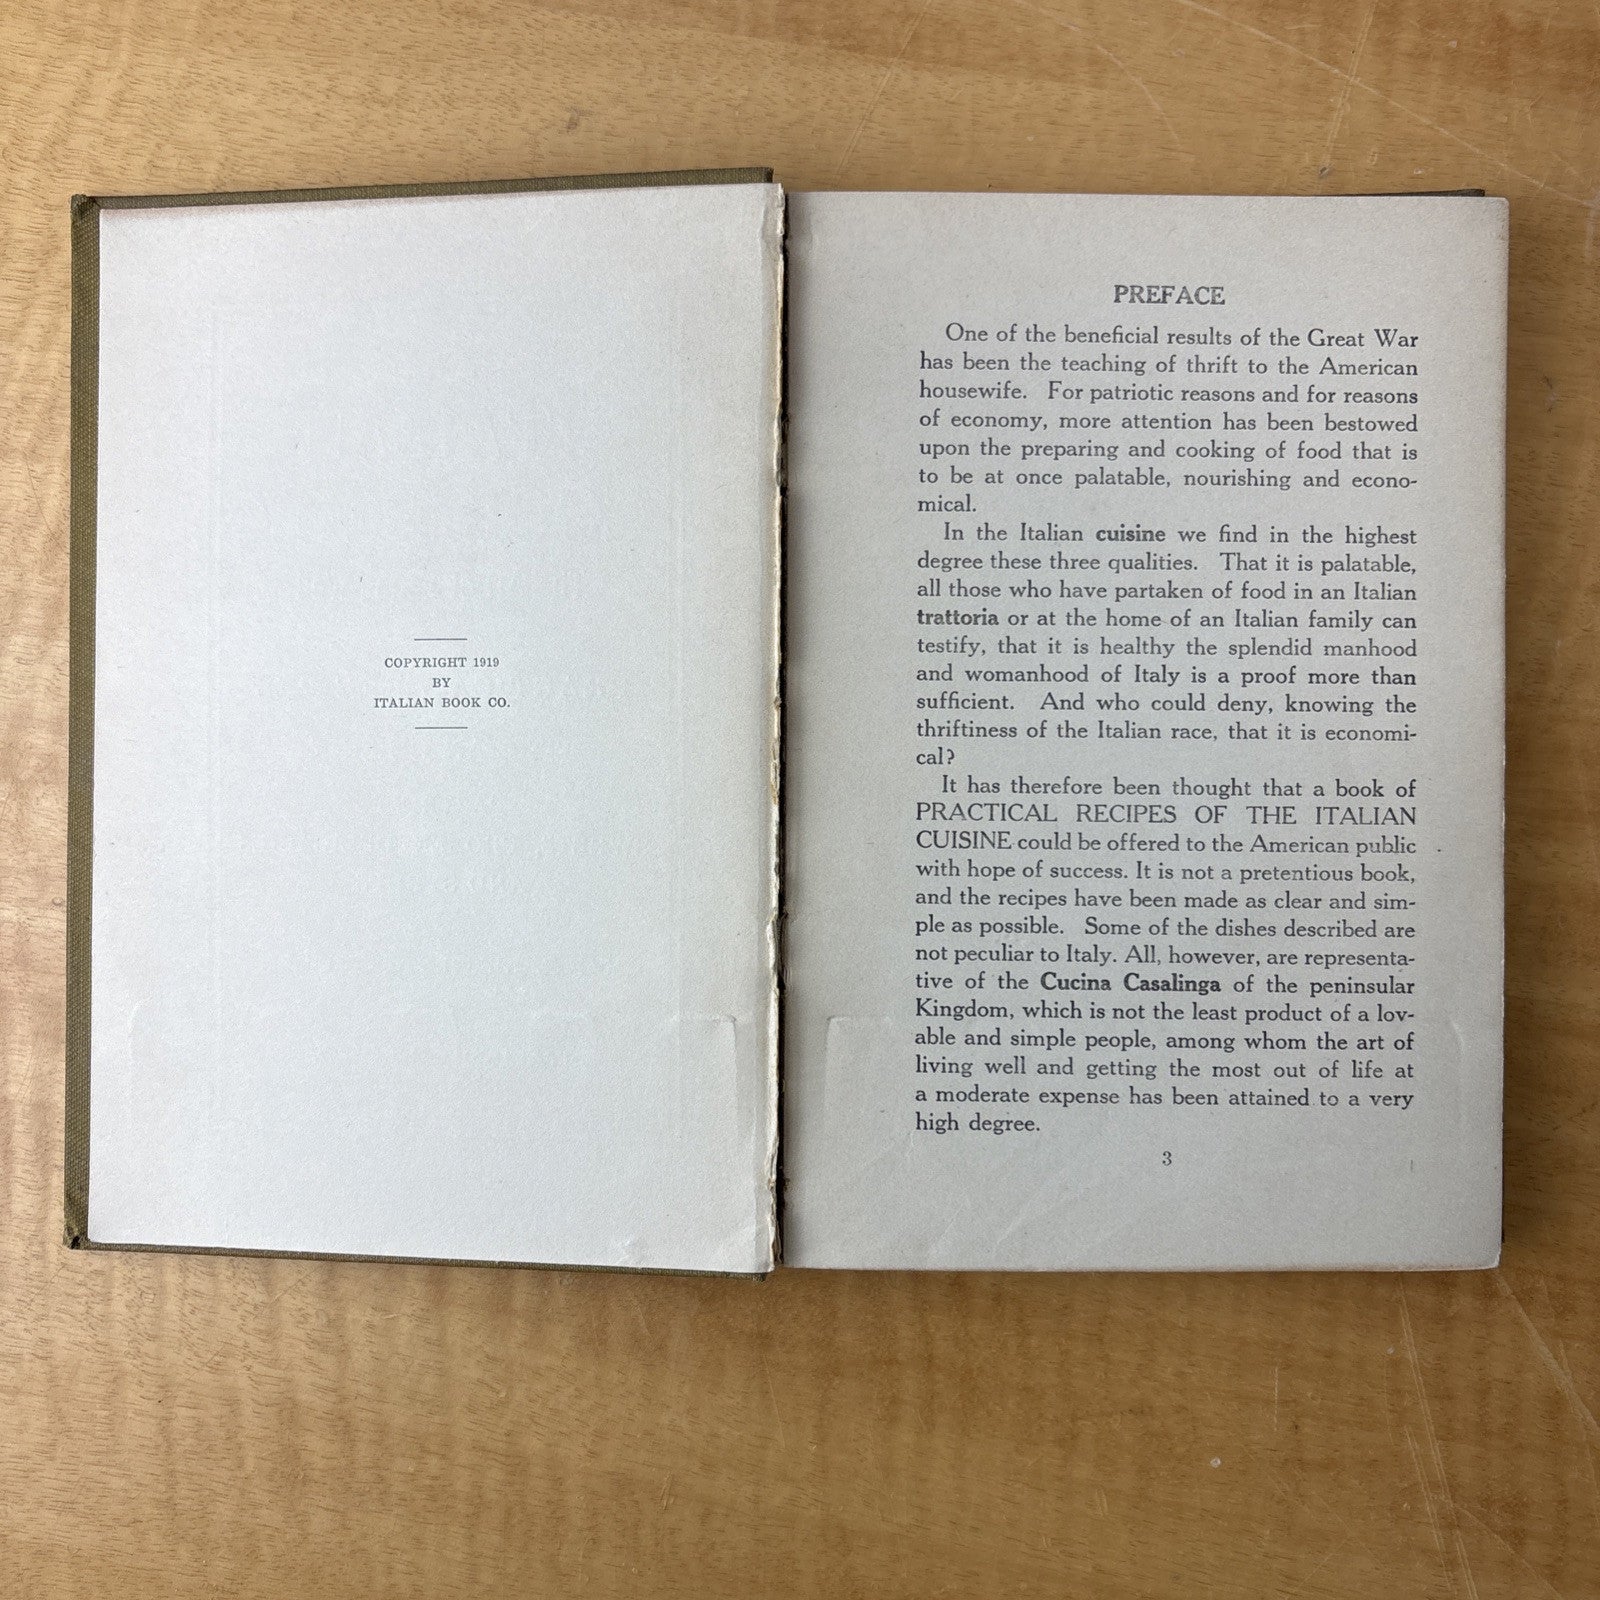 COPYRIGHT 1919
BY
ITALIAN BOOK CO.
PREFACE
One of the beneficial results of the Great War
has been the teaching of thrift to the American
housewife. For patriotic reasons and for reasons
of economy, more attention has been bestowed
upon the preparing and cooking of food that is
to be at once palatable, nourishing and econo-
mical.
In the Italian cuisine we find in the highest
degree these three qualities. That it is palatable,
all those who have partaken of food in an Italian
trattoria or at the home of an Italian family can
testify, that it is healthy the splendid manhood
and womanhood of Italy is a proof more than
sufficient. And who could deny, knowing the
thriftiness of the Italian race, that it is economi-
cal?
It has therefore been thought that a book of
PRACTICAL RECIPES OF THE ITALIAN
CUISINE could be offered to the American public
with hope of success. It is not a pretentious book,
and the recipes have been made as clear and sim-
ple as possible. Some of the dishes described are
not peculiar to Italy. All, however, are representa-
tive of the Cucina Casalinga of the peninsular
Kingdom, which is not the least product of a lov-
able and simple people, among whom the art of
living well and getting the most out of life at
a moderate expense has been attained to a very
high degree.
3